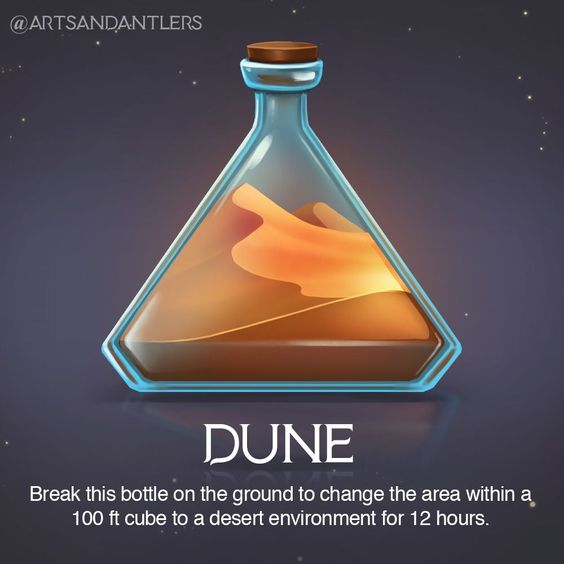 @ARTSANDANTLERS
DUNE
Break this bottle on the ground to change the area within a
100 ft cube to a desert environment for 12 hours.